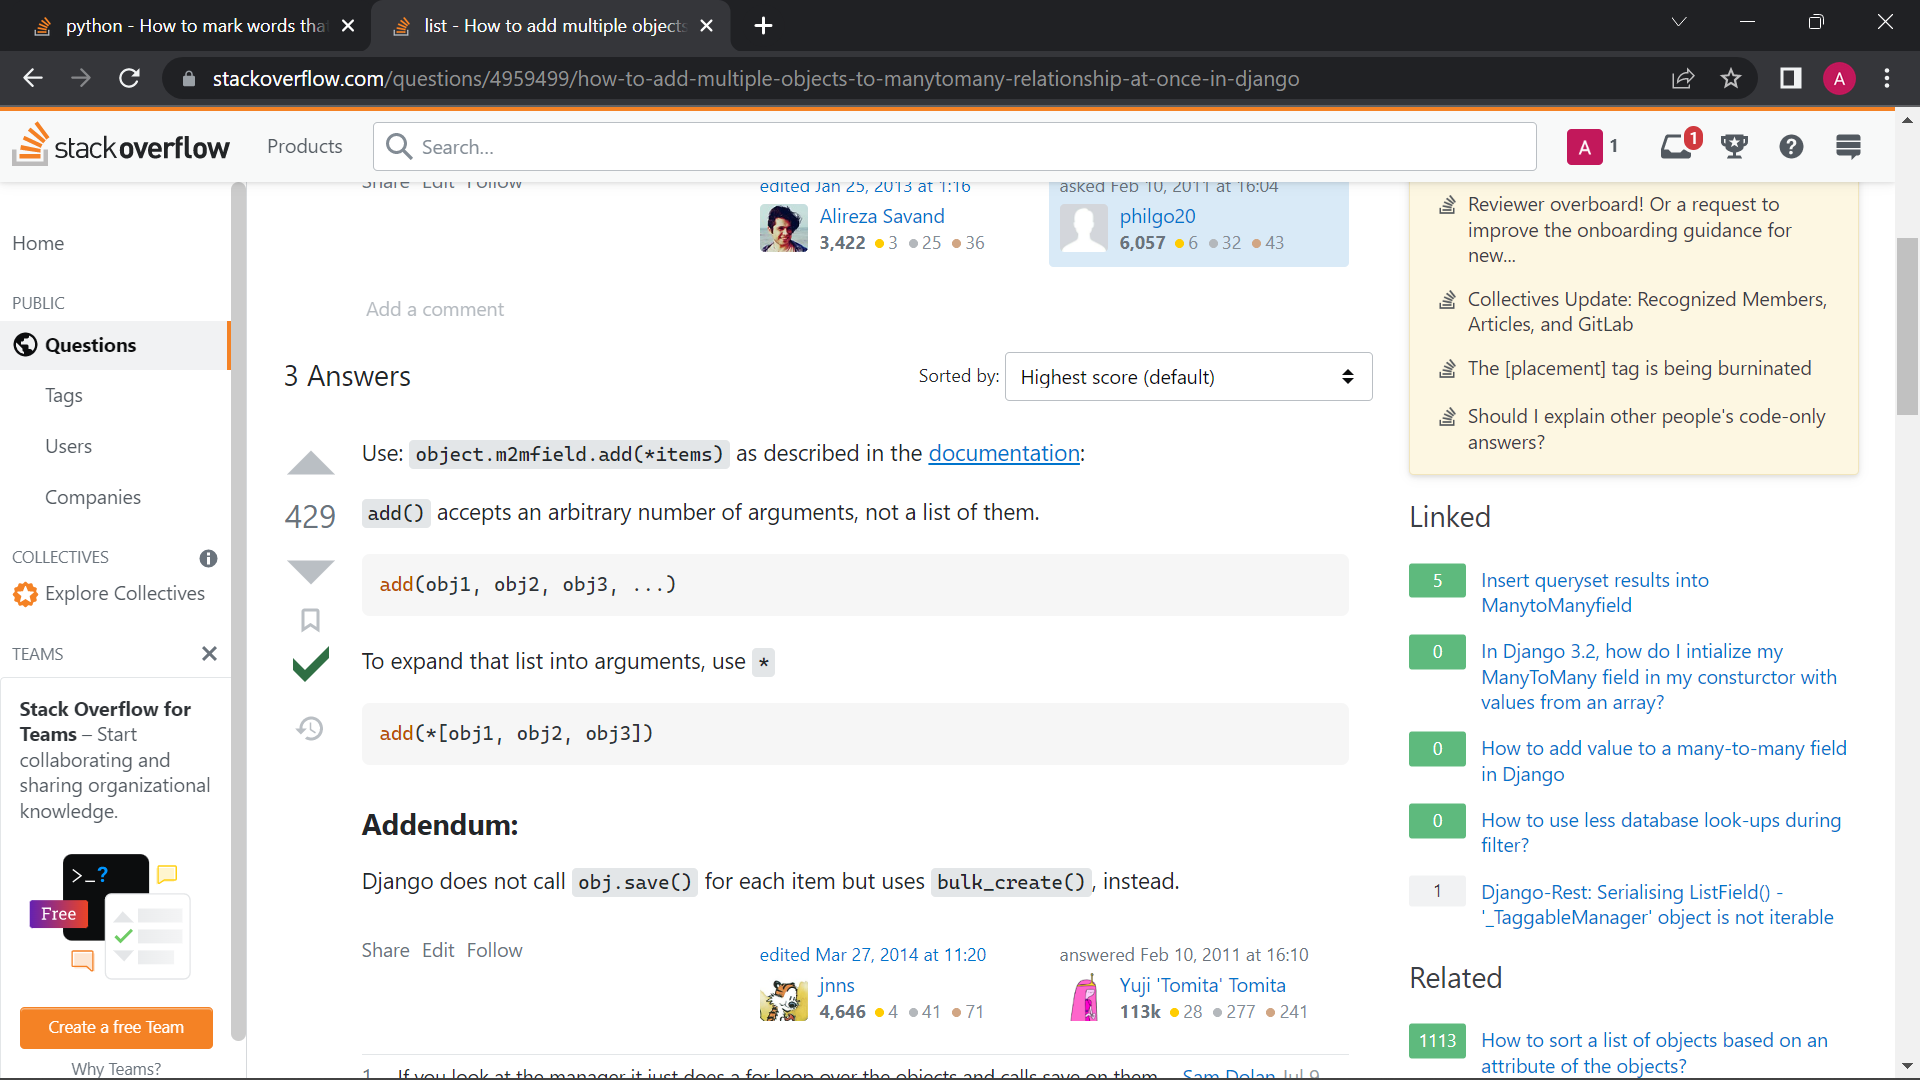 python - How to mark words tha
list - How to add multiple objects
stackoverflow.com/questions/4959499/how-to-add-multiple-objects-to-manytomany-relationship-at-once-in-django
A
stackoverflow
Products
Search...
A 1
1
Home
PUBLIC
Questions
Tags
Users
Companies
COLLECTIVES
Explore Collectives
TEAMS
Stack Overflow for
Teams – Start
collaborating and
sharing organizational
knowledge.
>_?
Free
Create a free Team
Why Teams?
Share Edit Follow
edited Jan 25, 2013 at 1:16
Alireza Savand
3,422 3 25 36
asked Feb 10, 2011 at 16:04
philgo20
6,057 6 32 43
Add a comment
3 Answers
Sorted by: Highest score (default)
429
Use: object.m2mfield.add(*items) as described in the documentation:
add() accepts an arbitrary number of arguments, not a list of them.
add(obj1, obj2, obj3, ...)
To expand that list into arguments, use *
add(*[obj1, obj2, obj3])
Addendum:
Django does not call obj.save() for each item but uses bulk_create(), instead.
Share Edit Follow
edited Mar 27, 2014 at 11:20
jnns
4,646 4 41 71
answered Feb 10, 2011 at 16:10
Yuji 'Tomita' Tomita
113k 28 277 241
1 If you look at the manager it just does a for loop over the objects and calls save on them. Sam Dolan Jul 9
Reviewer overboard! Or a request to
improve the onboarding guidance for
new...
Collectives Update: Recognized Members,
Articles, and GitLab
The [placement] tag is being burninated
Should I explain other people's code-only
answers?
Linked
5 Insert queryset results into
ManytoManyfield
0 In Django 3.2, how do I intialize my
ManyToMany field in my consturctor with
values from an array?
0 How to add value to a many-to-many field
in Django
0 How to use less database look-ups during
filter?
1 Django-Rest: Serialising ListField() -
'_TaggableManager' object is not iterable
Related
1113 How to sort a list of objects based on an
attribute of the objects?